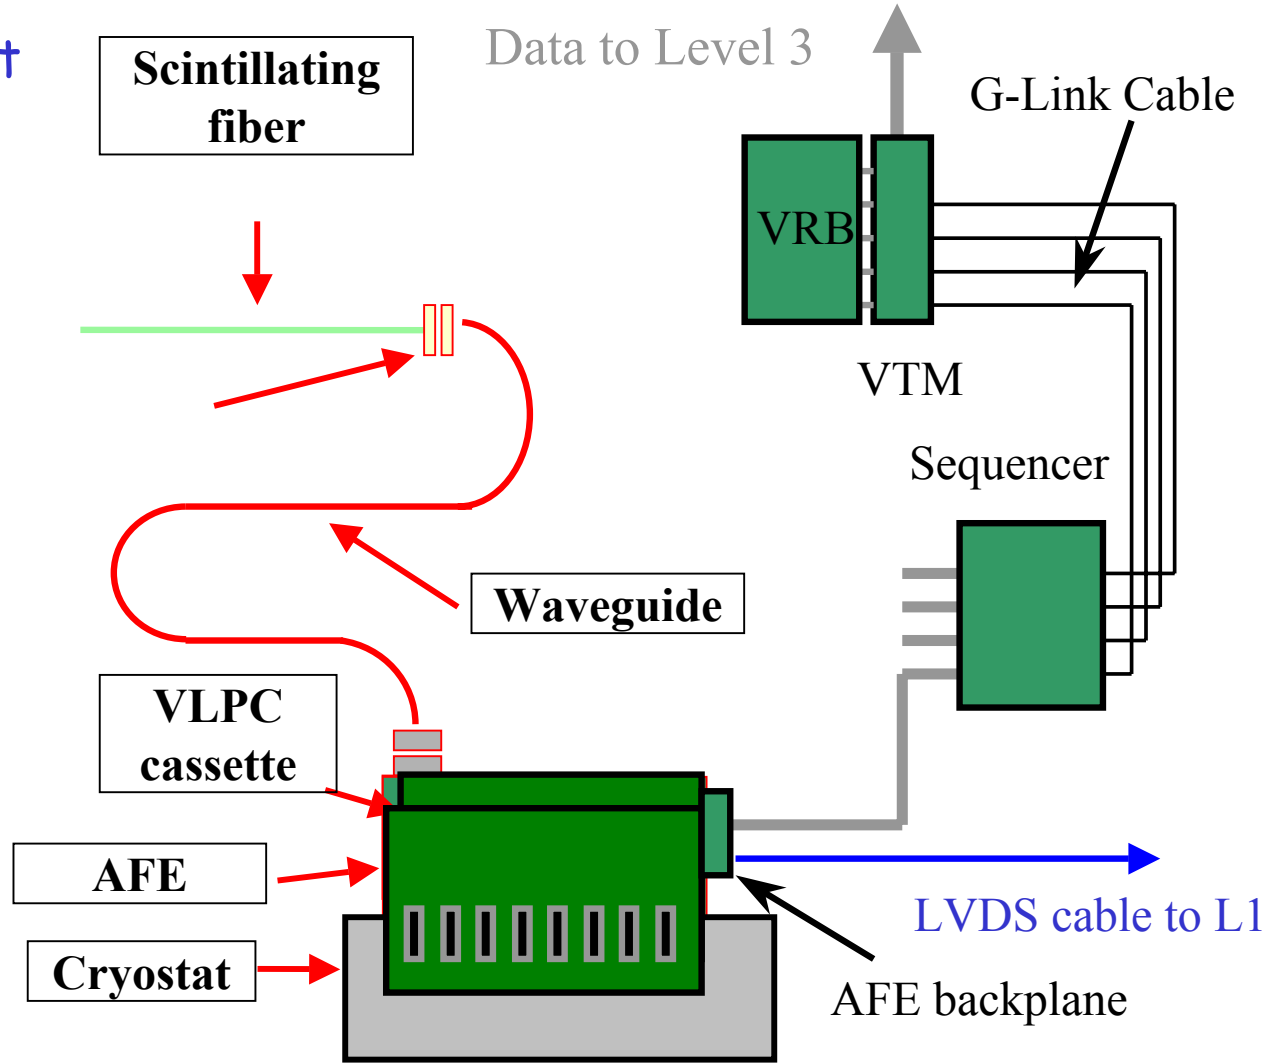 t
Scintillating
fiber
Data to Level 3
G-Link Cable
VRB
VTM
Sequencer
Waveguide
VLPC
cassette
AFE
LVDS cable to L1
Cryostat
AFE backplane